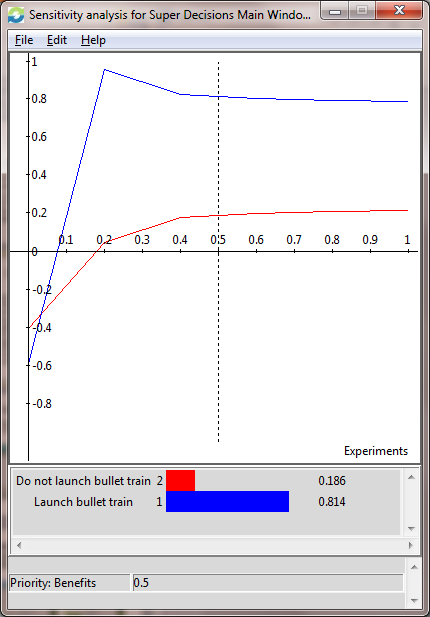 Sensitivity analysis for Super Decisions Main Windo...
File Edit Help
1
0.8
0.6
0.4
0.2
0
0.1 0.2 0.3 0.4 0.5 0.6 0.7 0.8 0.9 1
-0.2
-0.4
-0.6
-0.8
Experiments
Do not launch bullet train 2 0.186
Launch bullet train 1 0.814
Priority: Benefits 0.5